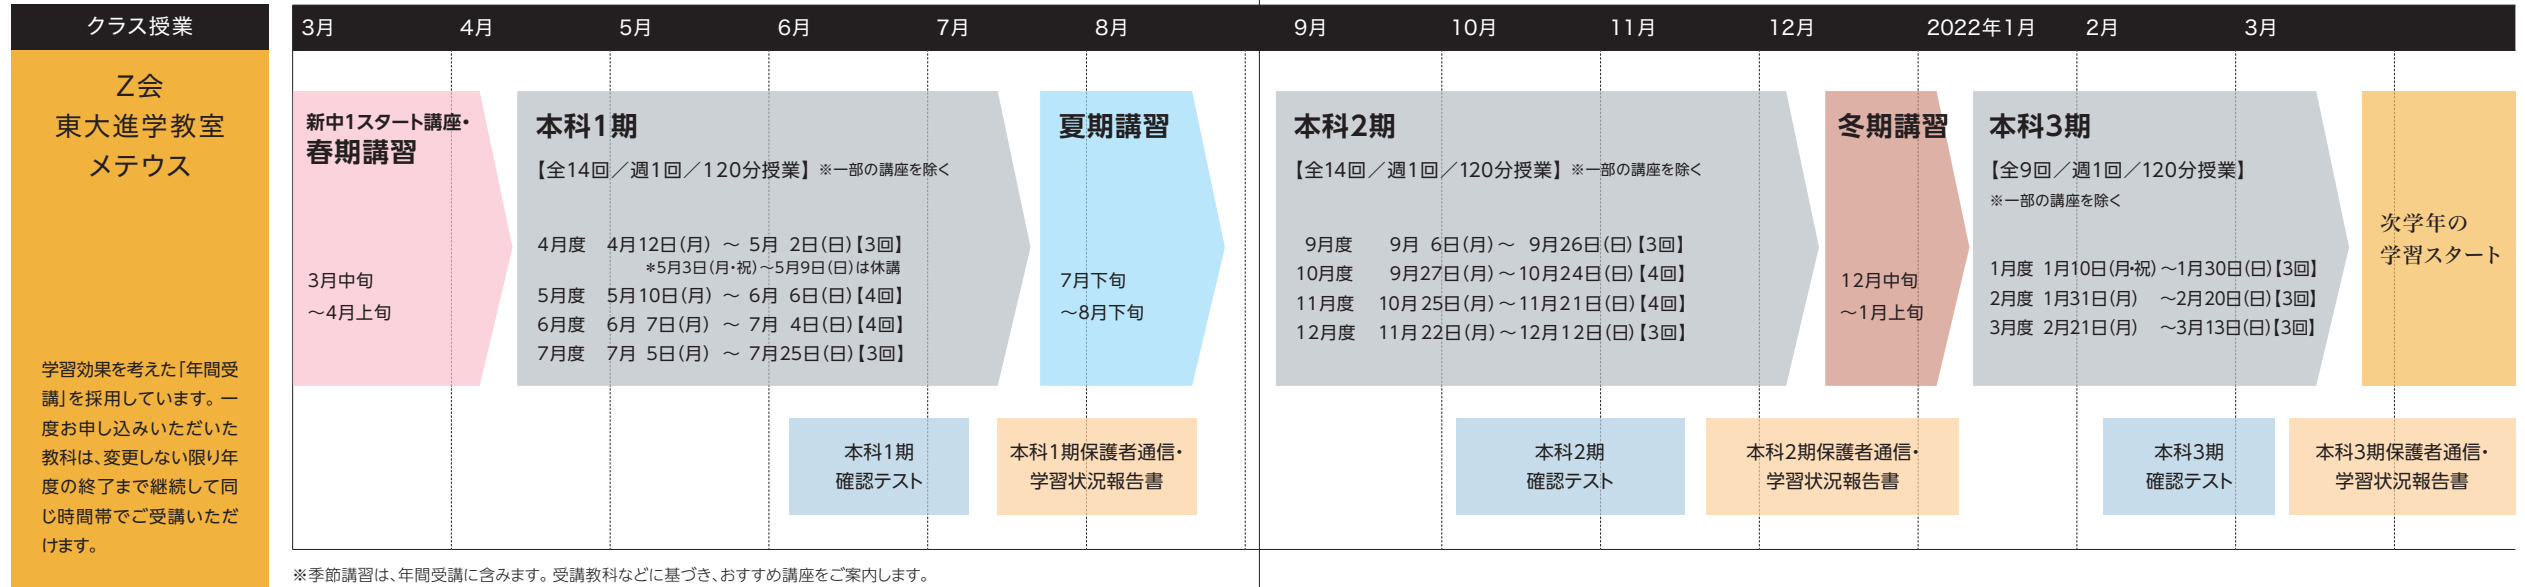 クラス授業
3月 4月 5月 6月 7月 8月 9月 10月 11月 12月 2022年1月 2月 3月
Z会
東大進学教室
メテウス
学習効果を考えた「年間受
講」を採用しています。一
度お申し込みいただいた
教科は、変更しない限り年
度の終了まで継続して同
じ時間帯でご受講いただ
けます。
新中1スタート講座・
春期講習
3月中旬
～4月上旬
本科1期
【全14回／週1回／120分授業】※一部の講座を除く
4月度 4月12日(月) ～ 5月 2日(日)【3回】
＊5月3日(月・祝)～5月9日(日)は休講
5月度 5月10日(月) ～ 6月 6日(日)【4回】
6月度 6月 7日(月) ～ 7月 4日(日)【4回】
7月度 7月 5日(月) ～ 7月25日(日)【3回】
夏期講習
7月下旬
～8月下旬
本科2期
【全14回／週1回／120分授業】※一部の講座を除く
9月度 9月 6日(月)～ 9月26日(日)【3回】
10月度 9月27日(月)～10月24日(日)【4回】
11月度 10月25日(月)～11月21日(日)【4回】
12月度 11月22日(月)～12月12日(日)【3回】
冬期講習
12月中旬
～1月上旬
本科3期
【全9回／週1回／120分授業】
※一部の講座を除く
1月度 1月10日(月・祝)～1月30日(日)【3回】
2月度 1月31日(月) ～2月20日(日)【3回】
3月度 2月21日(月) ～3月13日(日)【3回】
次学年の
学習スタート
本科1期
確認テスト
本科1期保護者通信・
学習状況報告書
本科2期
確認テスト
本科2期保護者通信・
学習状況報告書
本科3期
確認テスト
本科3期保護者通信・
学習状況報告書
※季節講習は、年間受講に含みます。受講教科などに基づき、おすすめ講座をご案内します。